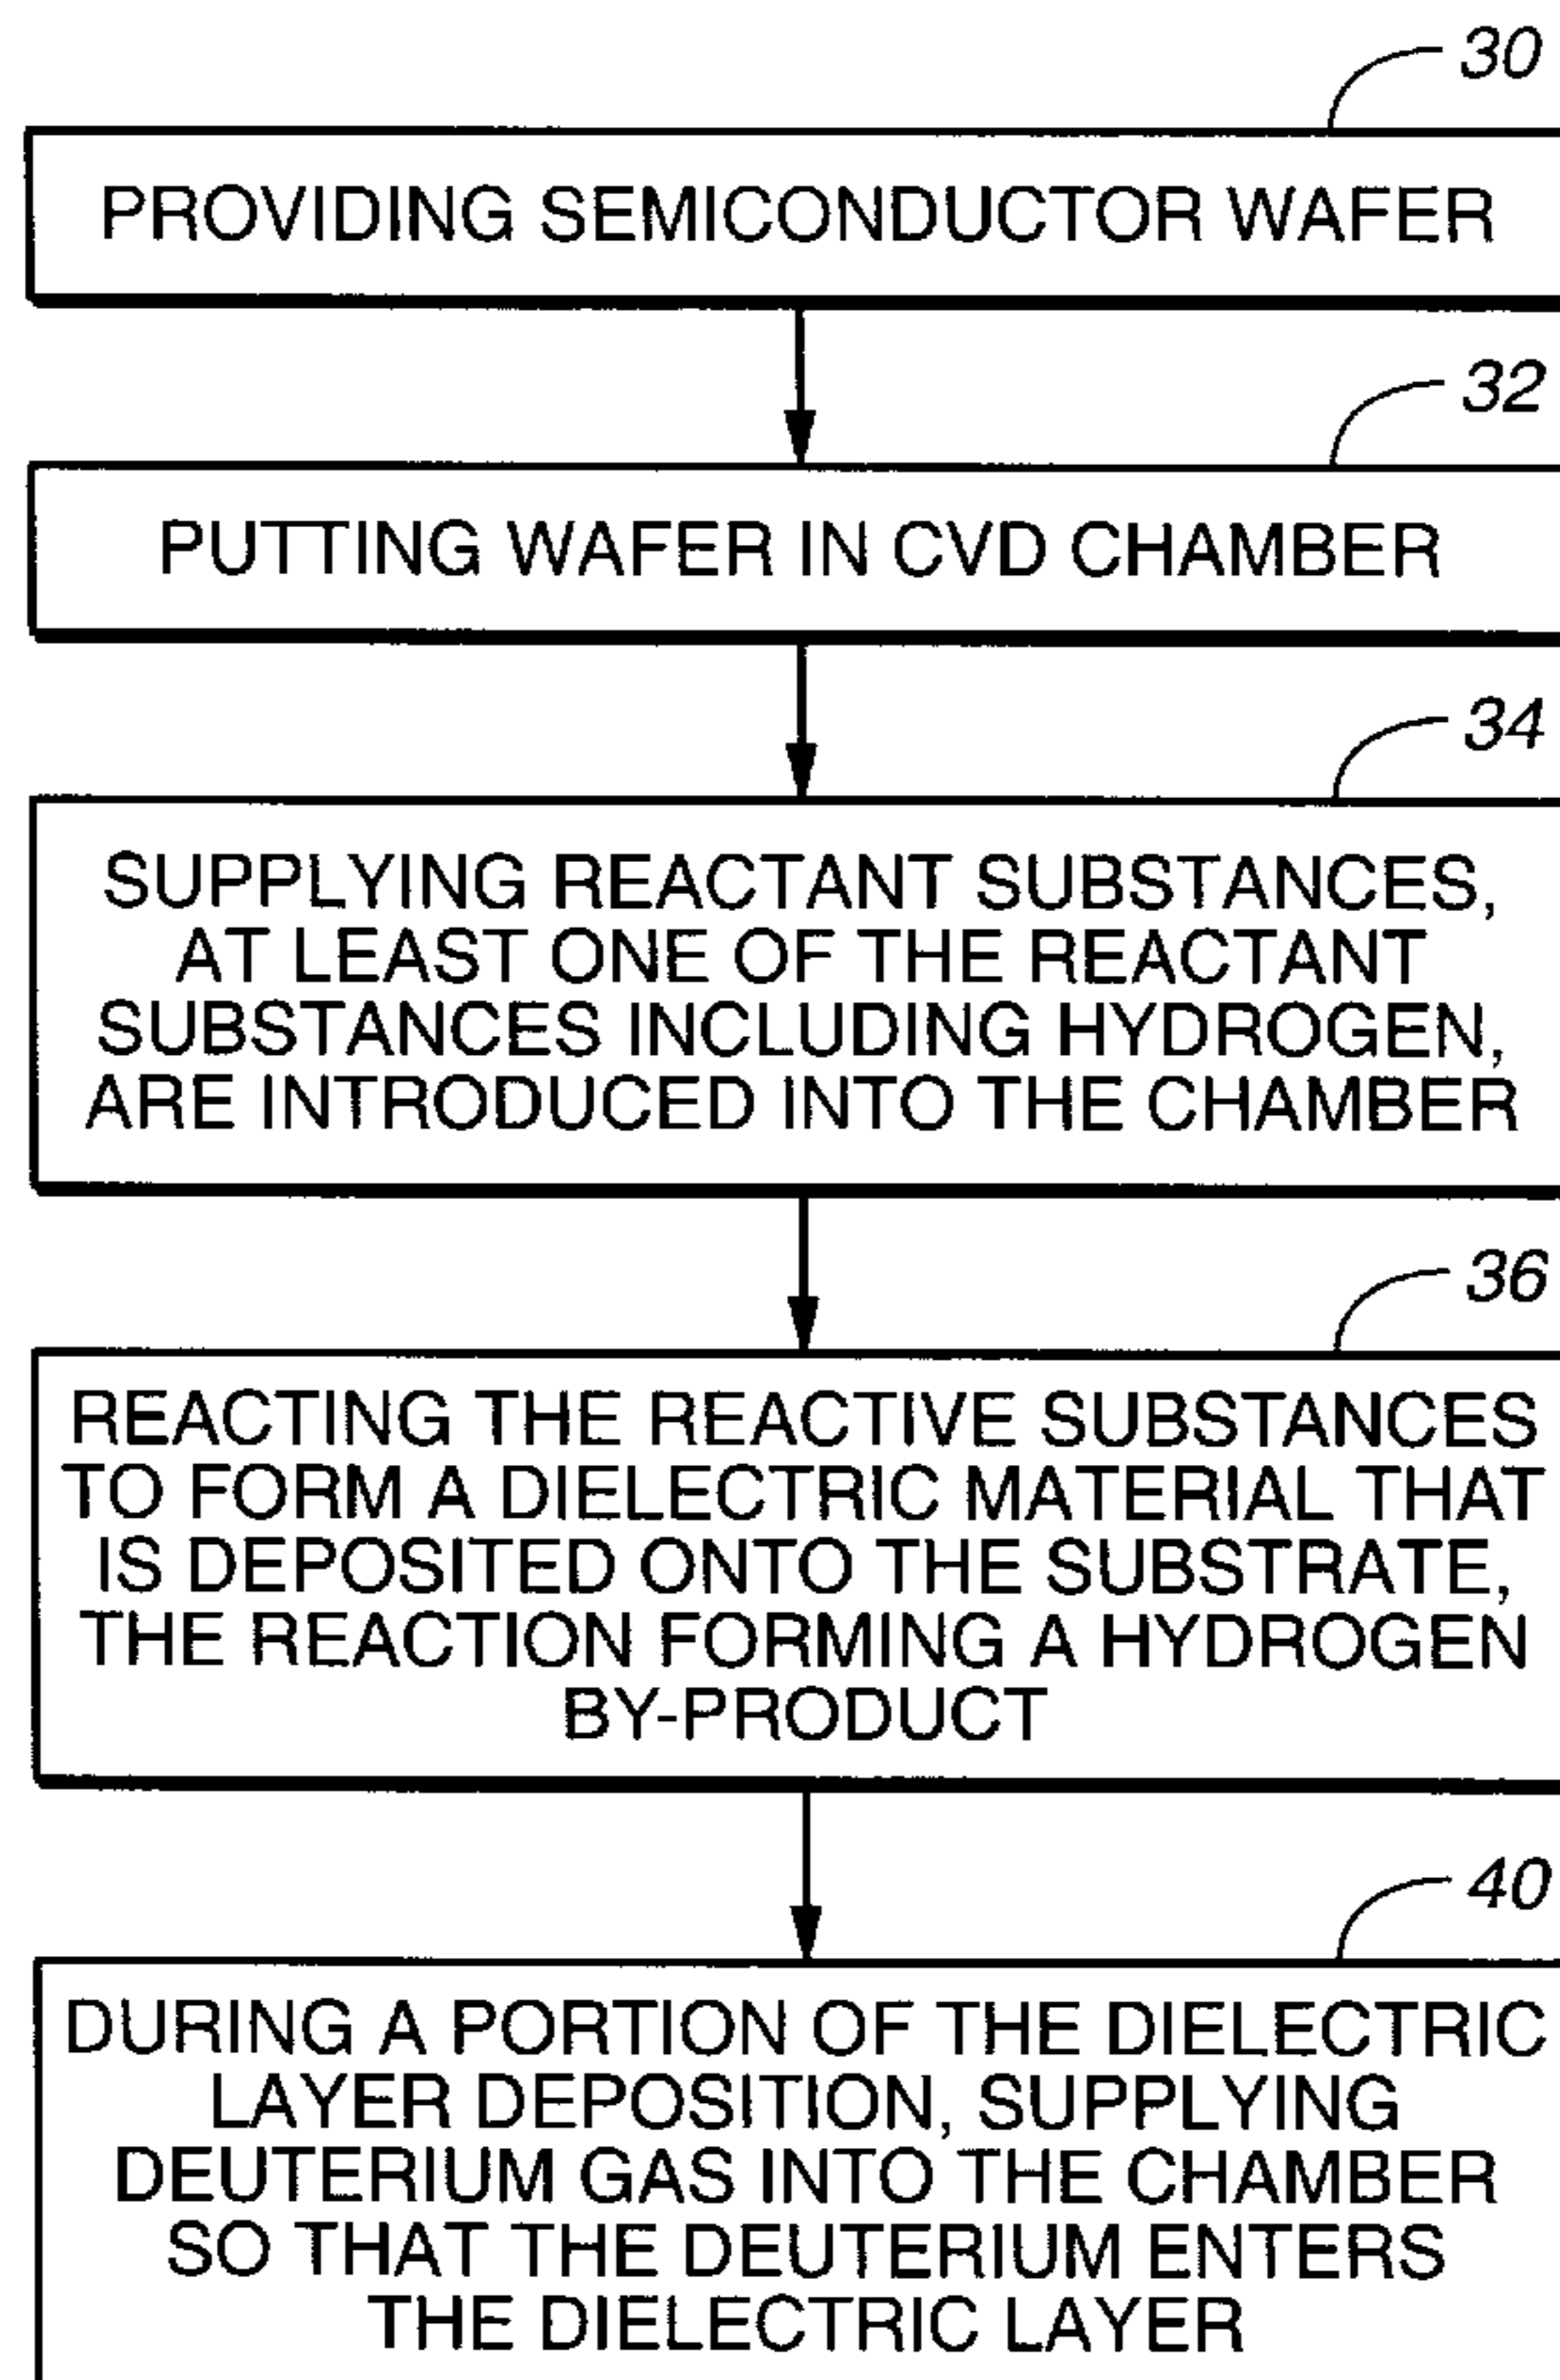 30
PROVIDING SEMICONDUCTOR WAFER
32
PUTTING WAFER IN CVD CHAMBER
34
SUPPLYING REACTANT SUBSTANCES,
AT LEAST ONE OF THE REACTANT
SUBSTANCES INCLUDING HYDROGEN,
ARE INTRODUCED INTO THE CHAMBER
36
REACTING THE REACTIVE SUBSTANCES
TO FORM A DIELECTRIC MATERIAL THAT
IS DEPOSITED ONTO THE SUBSTRATE,
THE REACTION FORMING A HYDROGEN
BY-PRODUCT
40
DURING A PORTION OF THE DIELECTRIC
LAYER DEPOSITION, SUPPLYING
DEUTERIUM GAS INTO THE CHAMBER
SO THAT THE DEUTERIUM ENTERS
THE DIELECTRIC LAYER